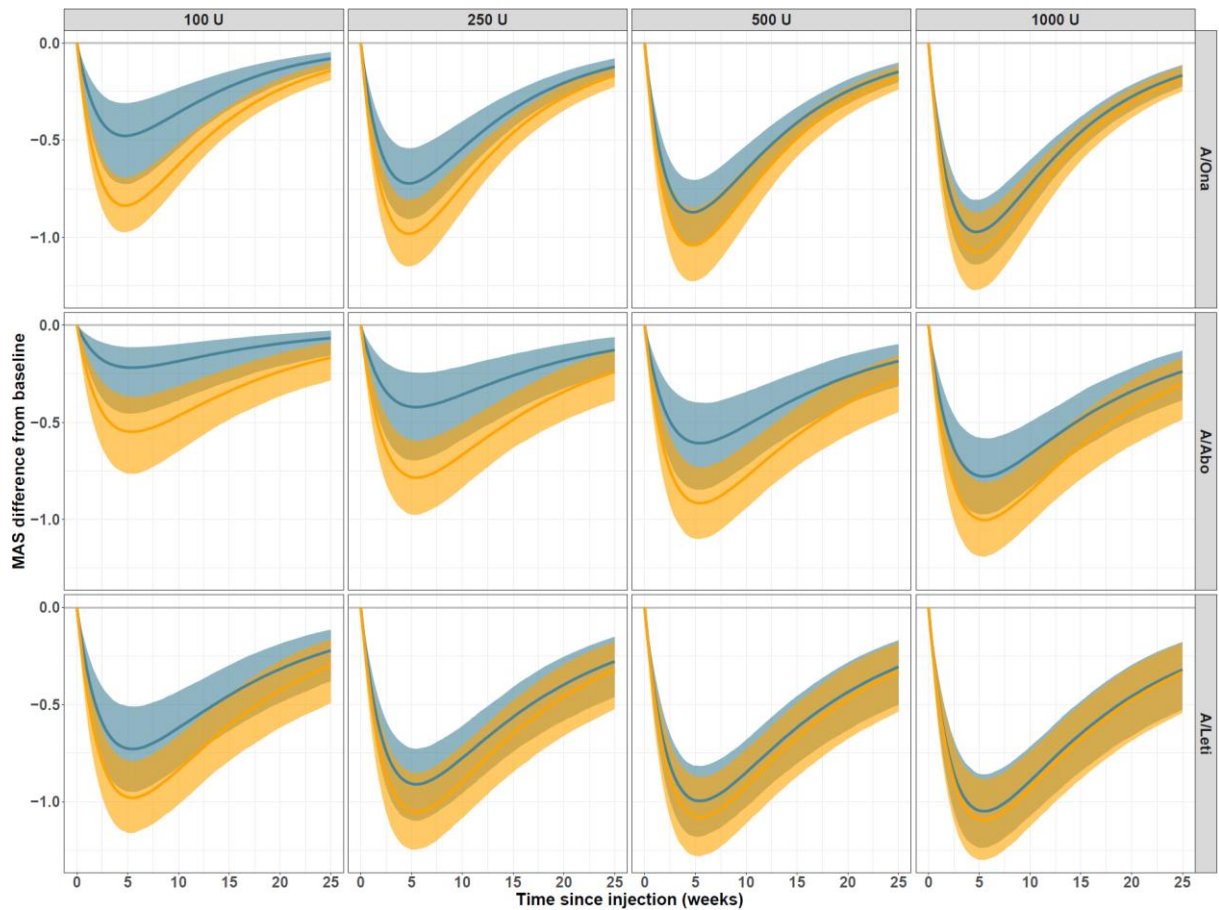 100 U 250 U 500 U 1000 U
0.0
−0.5
−1.0
A/Ona
0.0
−0.5
−1.0
A/Abo
0.0
−0.5
−1.0
A/Leti
MAS difference from baseline
0 5 10 15 20 25 0 5 10 15 20 25 0 5 10 15 20 25 0 5 10 15 20 25
Time since injection (weeks)